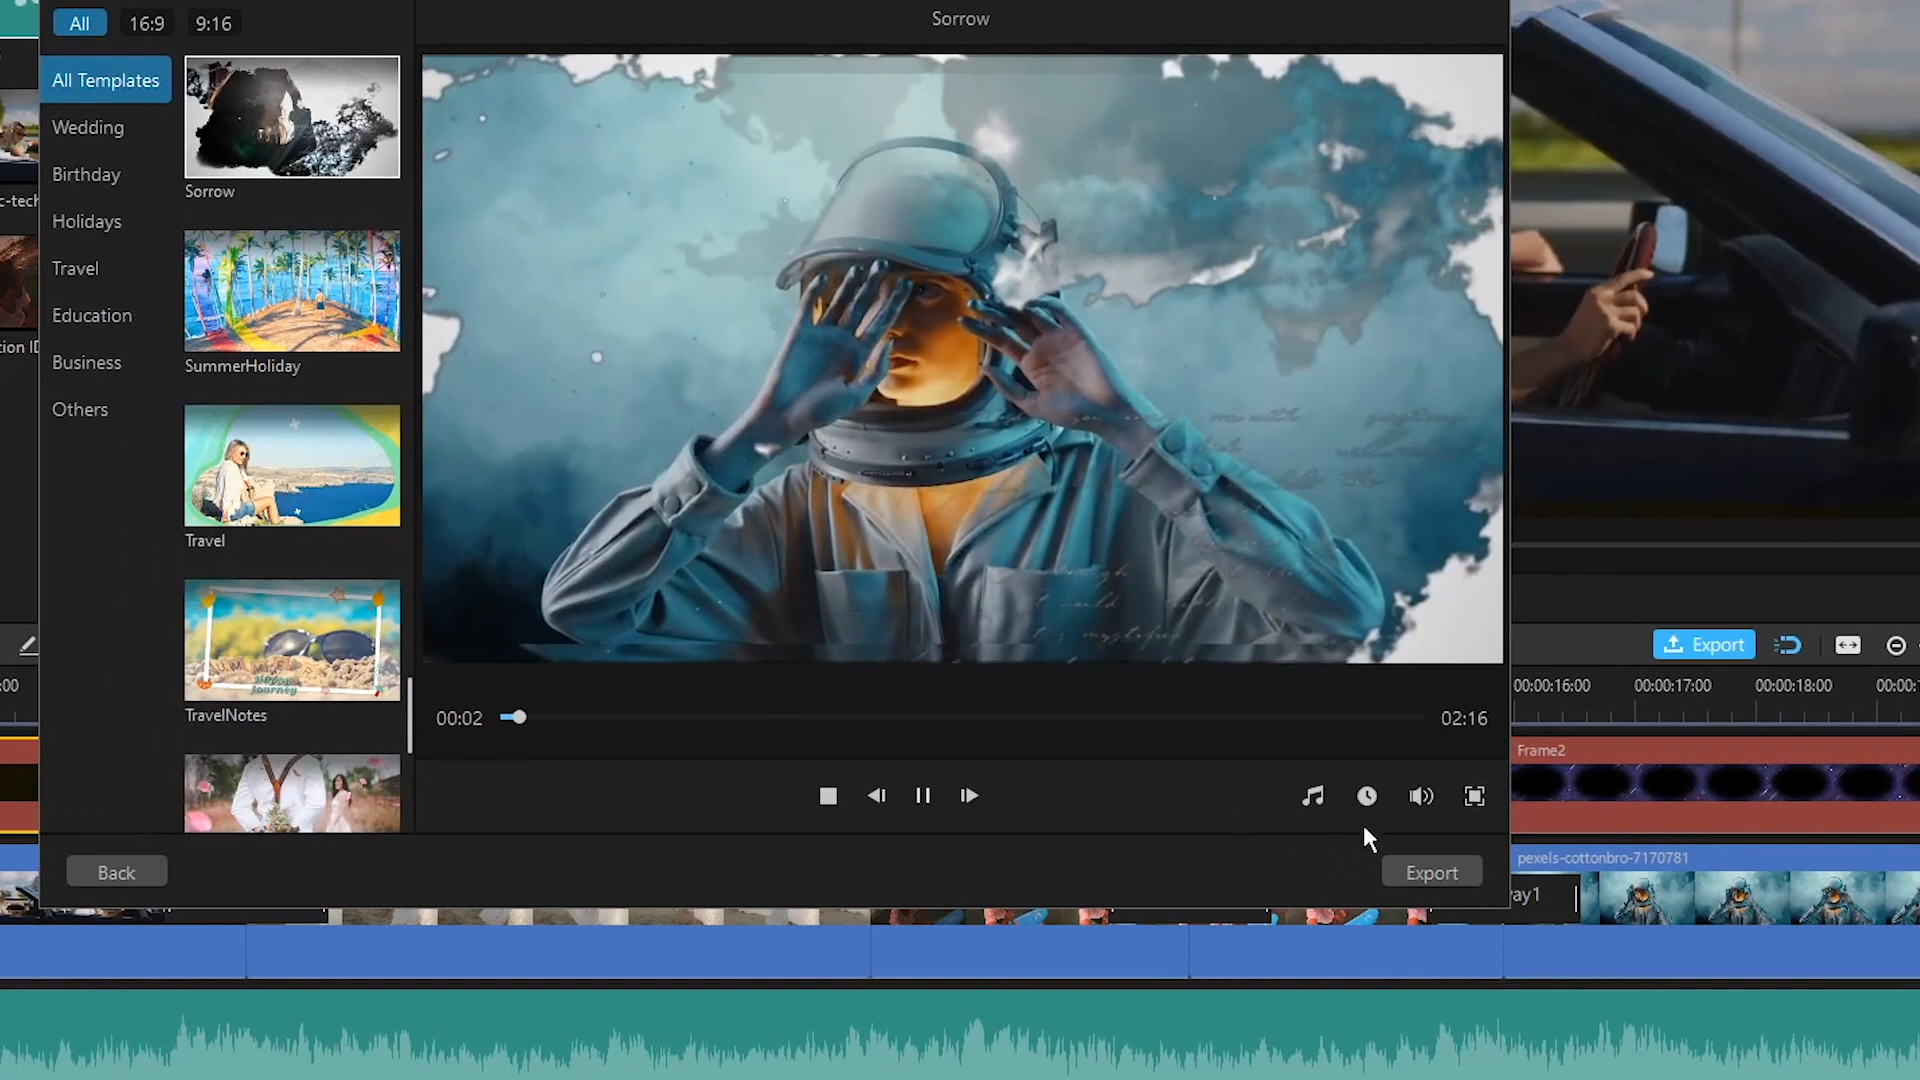 All 16:9 9:16
Sorrow
All Templates
Wedding
Birthday
Holidays
Travel
Education
Business
Others
Sorrow
SummerHoliday
Travel
TravelNotes
c-tech
tion ID
00:02
02:16
Back
Export
Export
:00
00:00:16:00 00:00:17:00 00:00:18:00 00:00:
Frame2
pexels-cottonbro-7170781
ay1